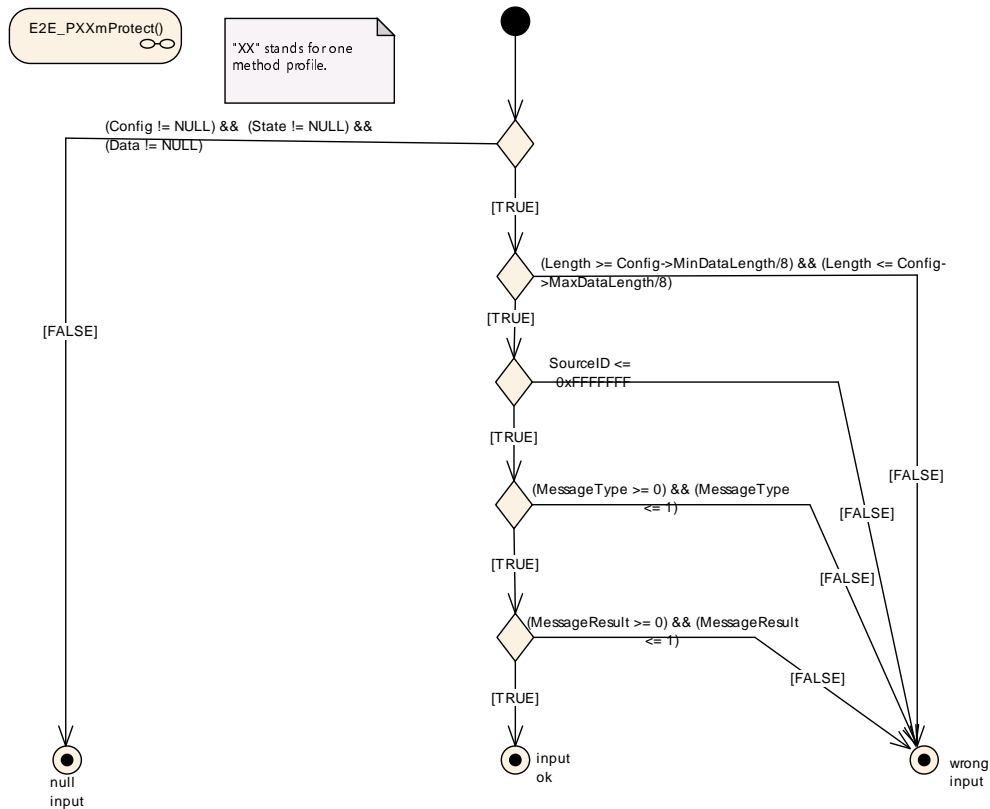 E2E_PXXmProtect()
"XX" stands for one
method profile.
(Config != NULL) && (State != NULL) &&
(Data != NULL)
[TRUE]
(Length >= Config->MinDataLength/8) && (Length <= Config-
>MaxDataLength/8)
[TRUE]
[FALSE]
SourceID <=
0xFFFFFFF
[TRUE]
[FALSE]
(MessageType >= 0) && (MessageType
<= 1)
[FALSE]
[TRUE]
[FALSE]
(MessageResult >= 0) && (MessageResult
<= 1)
[FALSE]
[TRUE]
null
input
input
ok
wrong
input